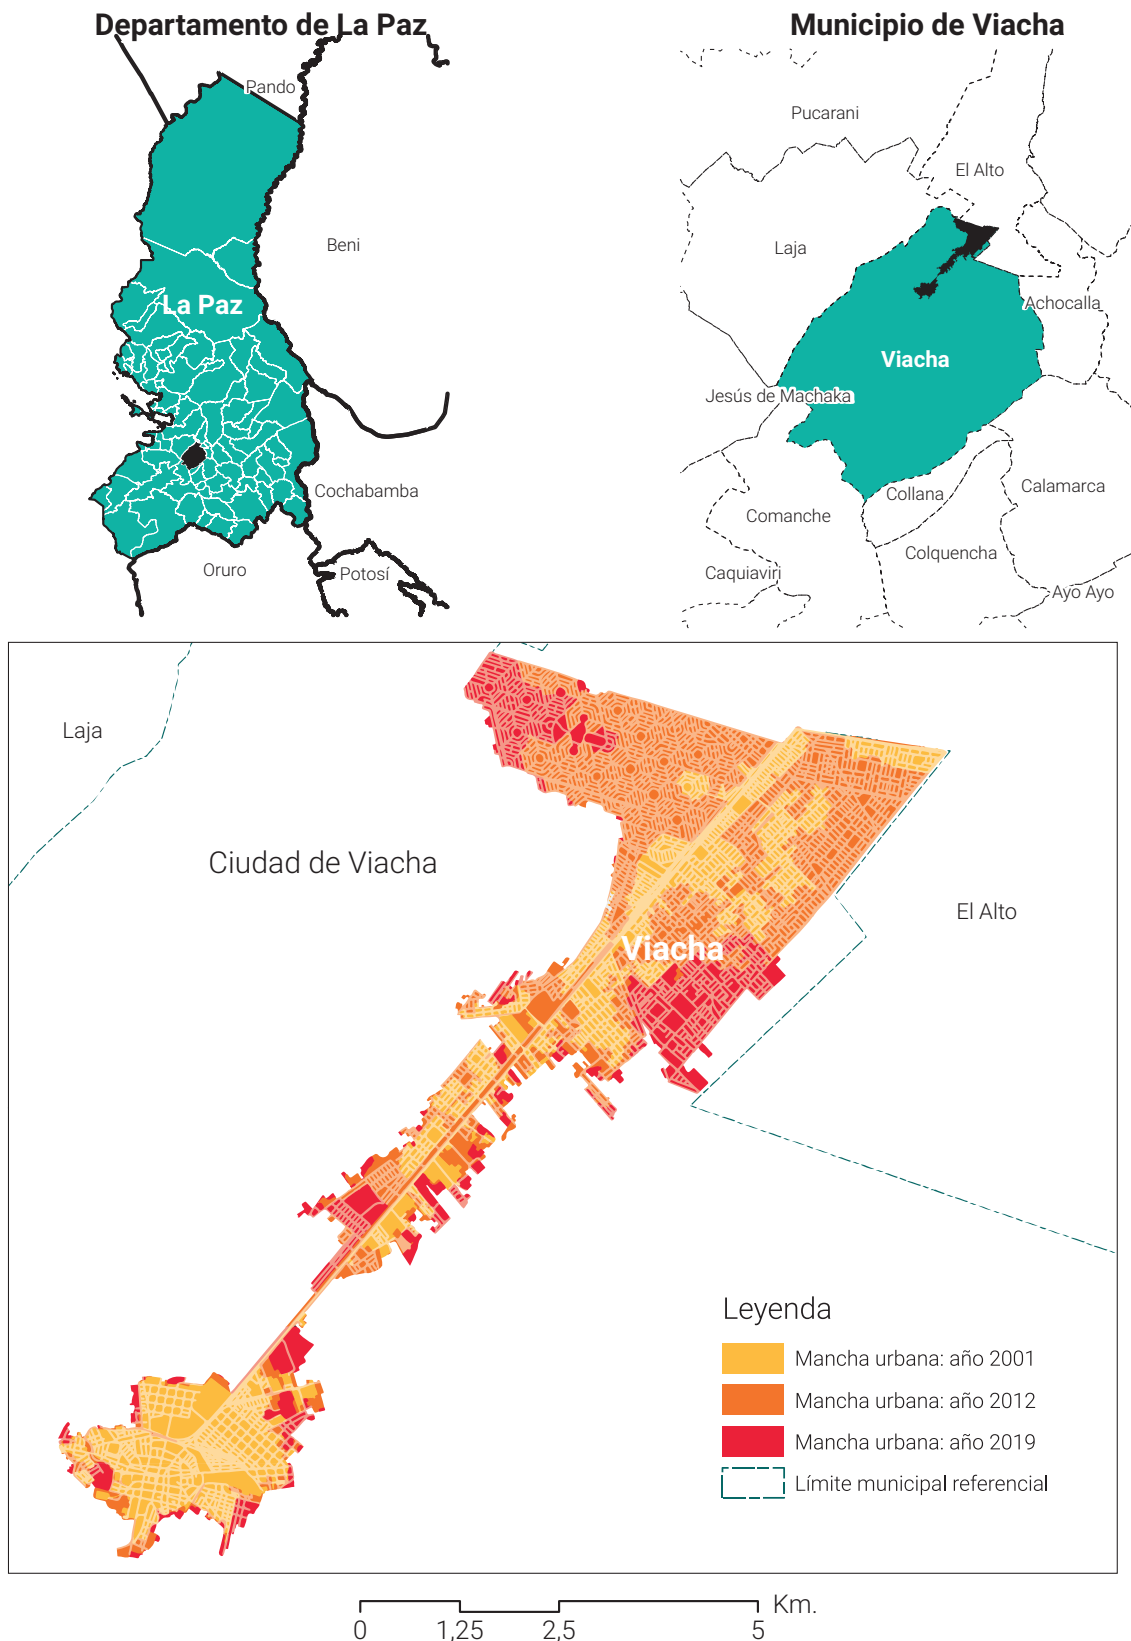 Departamento de La Paz
Pando
Beni
La Paz
Cochabamba
Oruro
Potosí
Municipio de Viacha
Pucarani
El Alto
Laja
Achocalla
Viacha
Jesús de Machaka
Collana
Calamarca
Comanche
Colquencha
Caquiaviri
Ayo Ayo
Laja
Ciudad de Viacha
El Alto
Viacha
Leyenda
Mancha urbana: año 2001
Mancha urbana: año 2012
Mancha urbana: año 2019
Límite municipal referencial
Km.
0 1,25 2,5 5